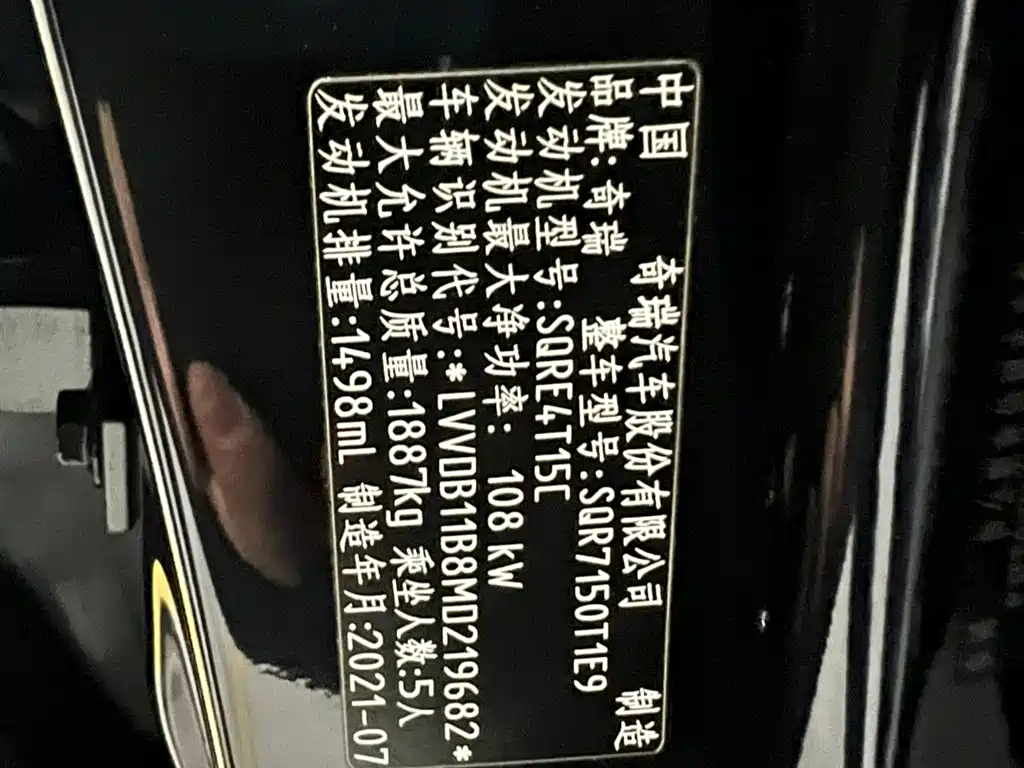 中国 奇瑞汽车股份有限公司 制造
品牌: 奇瑞 整车型号:SQR7150T1E9
发动机型号:SQRE4T15C
发动机最大净功率: 108kW
车辆识别代号:*LVVDB11B8MD219682*
最大允许总质量:1887kg 乘坐人数:5人
发动机排量:1498mL 制造年月:2021-07